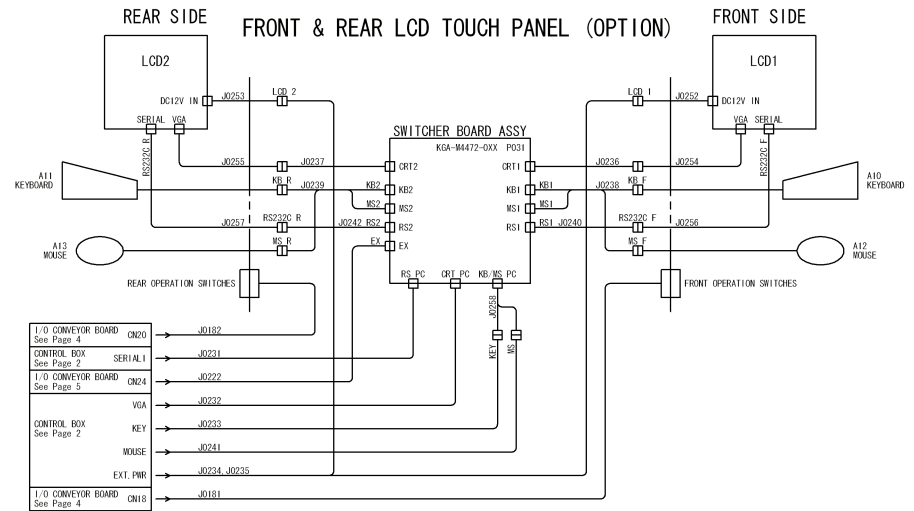 REAR SIDE
FRONT & REAR LCD TOUCH PANEL (OPTION)
FRONT SIDE
LCD2
LCD1
DC12V IN
J0253
LCD 2
LCD 1
J0252
DC12V IN
SERIAL VGA
VGA SERIAL
SWITCHER BOARD ASSY
KGA-M4472-0XX P031
RS232C R
RS232C F
J0255
J0237
CRT2
CRT1
J0236
J0254
A11
KEYBOARD
KB R
J0239
KB2
KB1
KB1
J0238
KB F
A10
KEYBOARD
MS2
MS2
MS1
MS1
J0257
RS232C R
J0242 RS2
RS2
RS1
RS1 J0240
RS232C F
J0256
A13
MOUSE
MS R
EX
EX
MS F
A12
MOUSE
RS PC
CRT PC
KB/MS PC
REAR OPERATION SWITCHES
FRONT OPERATION SWITCHES
J0258
KEY
MS
I/O CONVEYOR BOARD
See Page 4
CN20
J0182
CONTROL BOX
See Page 2
SERIAL1
J0231
I/O CONVEYOR BOARD
See Page 5
CN24
J0222
VGA
J0232
CONTROL BOX
See Page 2
KEY
J0233
MOUSE
J0241
EXT.PWR
J0234,J0235
I/O CONVEYOR BOARD
See Page 4
CN18
J0181